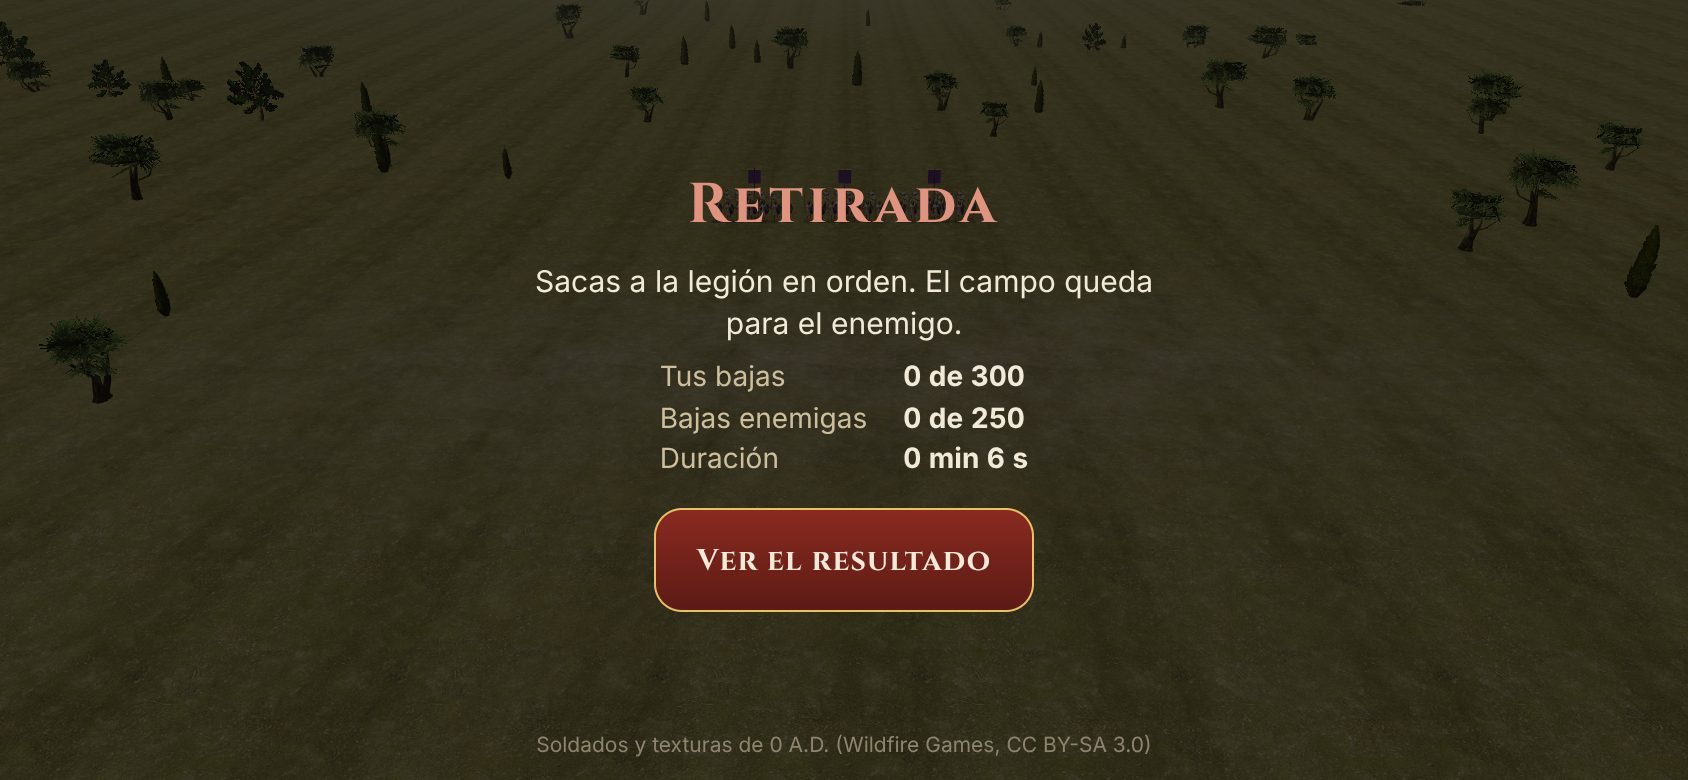 Retirada
Sacas a la legión en orden. El campo queda
para el enemigo.
Tus bajas 0 de 300
Bajas enemigas 0 de 250
Duración 0 min 6 s
Ver el resultado
Soldados y texturas de 0 A.D. (Wildfire Games, CC BY-SA 3.0)